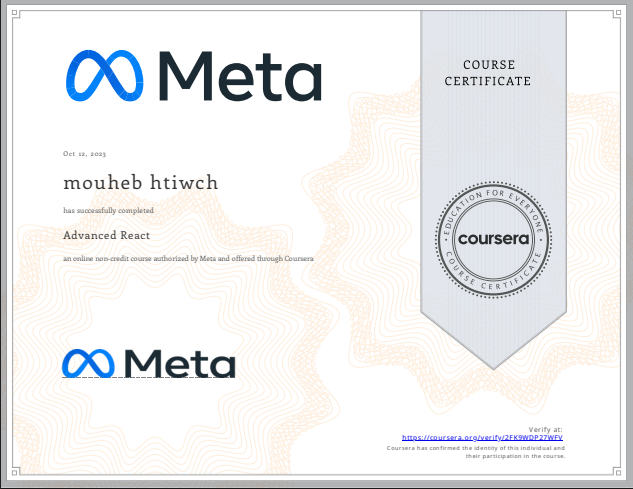 Meta
COURSE
CERTIFICATE
Oct 12, 2023
mouheb htiwch
has successfully completed
Advanced React
an online non-credit course authorized by Meta and offered through Coursera
EDUCATION FOR EVERYONE
coursera
COURSE CERTIFICATE
Meta
Verify at:
https://coursera.org/verify/2FK9WDP27WFV
Coursera has confirmed the identity of this individual and
their participation in the course.